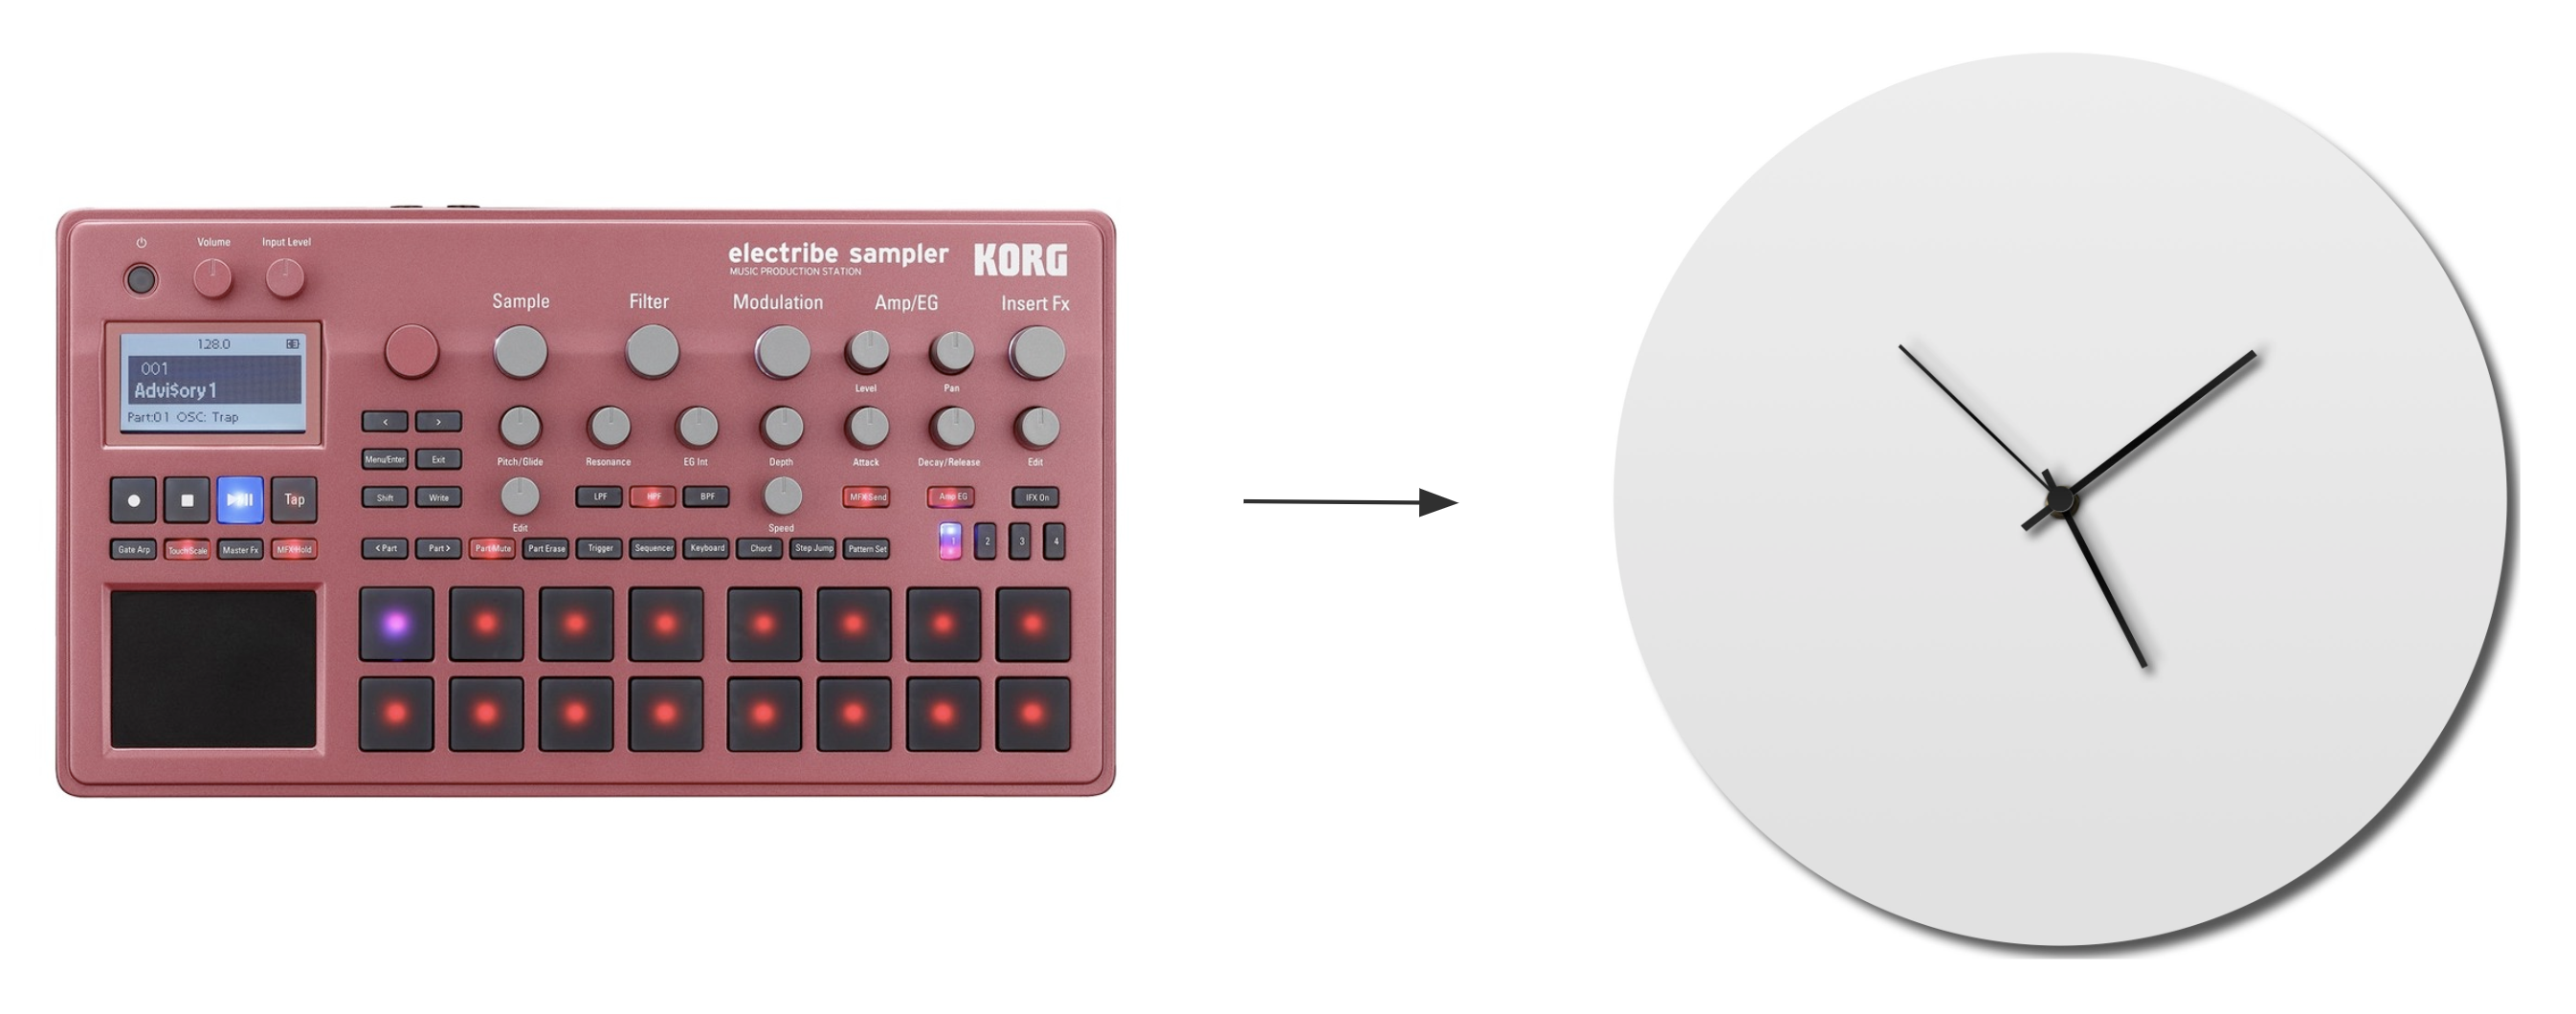 Volume Input Level
electribe sampler KORG
MUSIC PRODUCTION STATION
Sample Filter Modulation Amp/EG Insert Fx
128.0
001
Advi$ory1
Part:01 OSC: Trap
Level Pan
< >
Menu/Enter Exit
Pitch/Glide Resonance EG Int Depth Attack Decay/Release Edit
Shift Write LPF HPF BPF MFX Send Amp EG IFX On
Tap
Edit Speed
1 2 3 4
Gate Arp Touch Scale Master Fx MFX Hold <Part Part> Part Mute Part Erase Trigger Sequencer Keyboard Chord Step Jump Pattern Set